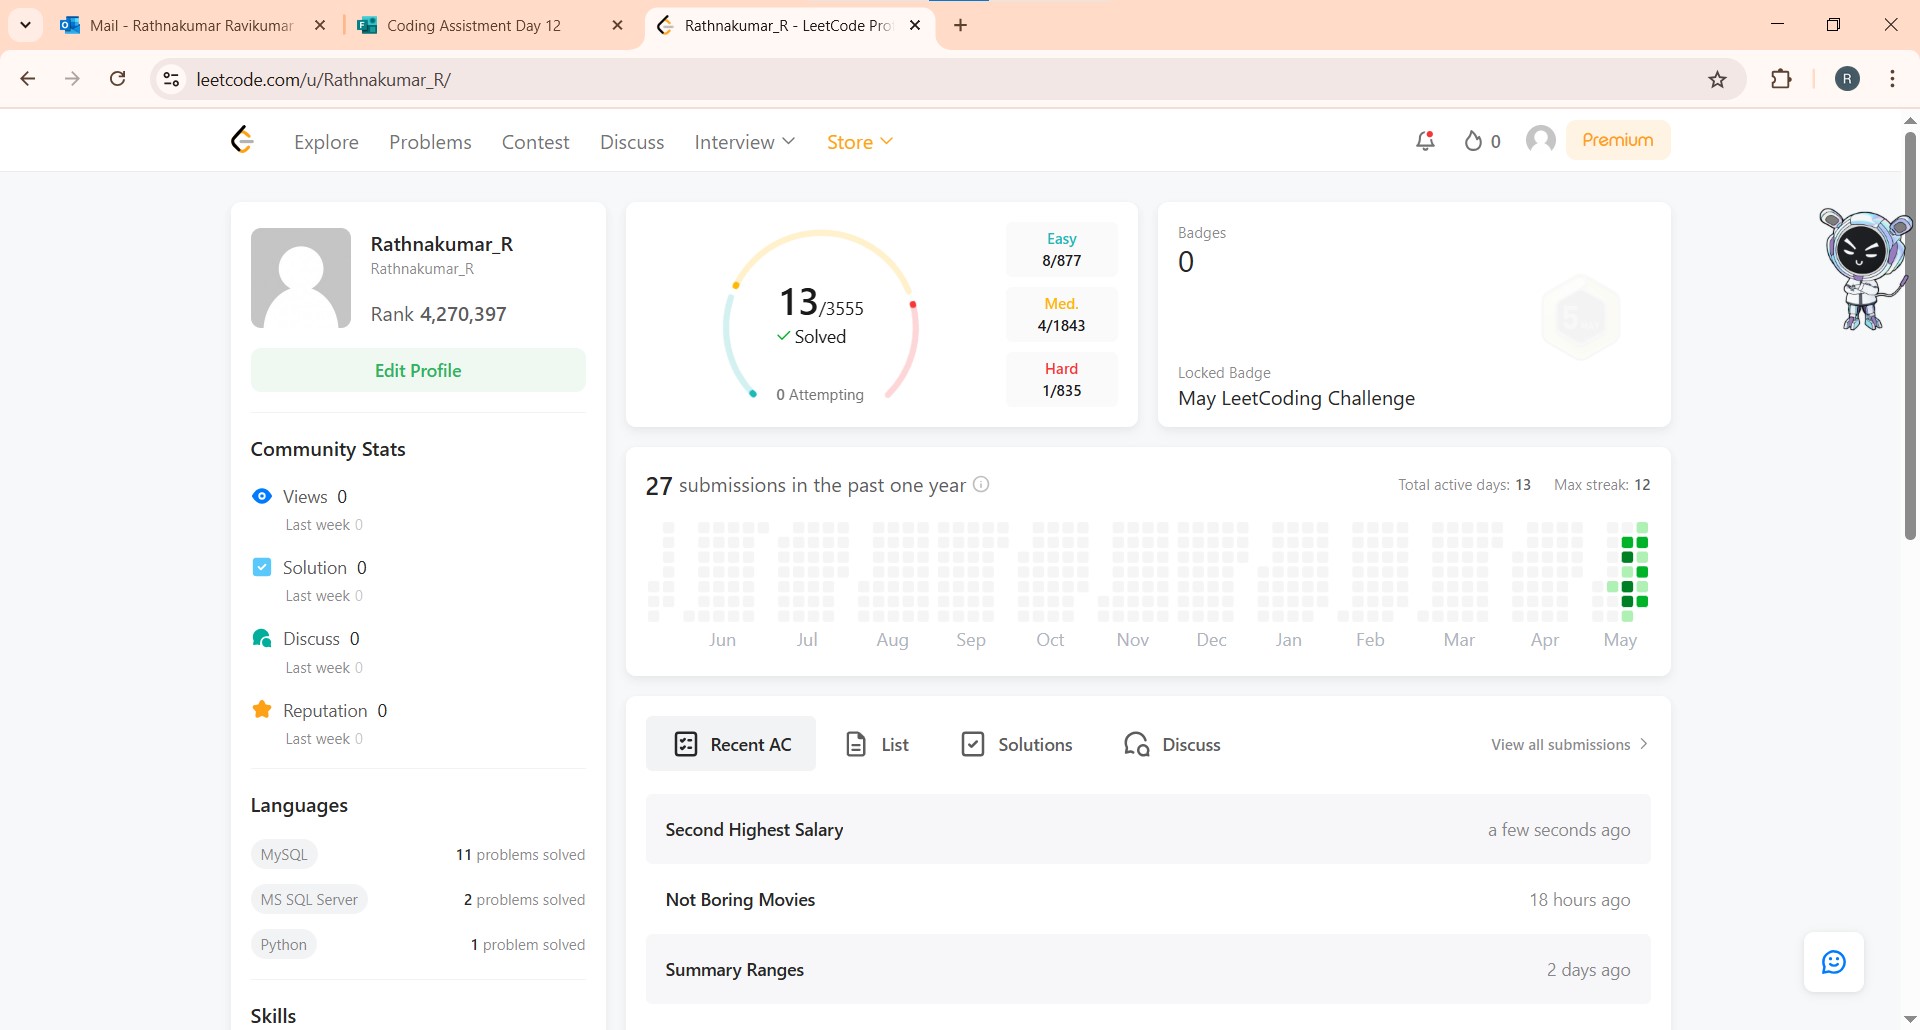 Mail - Rathnakumar Ravikumar
Coding Assistment Day 12
Rathnakumar_R - LeetCode Pro
leetcode.com/u/Rathnakumar_R/
R
Explore
Problems
Contest
Discuss
Interview
Store
0
Premium
Rathnakumar_R
Rathnakumar_R
Rank 4,270,397
Edit Profile
Community Stats
Views 0
Last week 0
Solution 0
Last week 0
Discuss 0
Last week 0
Reputation 0
Last week 0
Languages
MySQL 11 problems solved
MS SQL Server 2 problems solved
Python 1 problem solved
Skills
13/3555
Solved
0 Attempting
Easy
8/877
Med.
4/1843
Hard
1/835
Badges
0
Locked Badge
May LeetCoding Challenge
27 submissions in the past one year
Total active days: 13 Max streak: 12
Jun Jul Aug Sep Oct Nov Dec Jan Feb Mar Apr May
Recent AC
List
Solutions
Discuss
View all submissions
Second Highest Salary a few seconds ago
Not Boring Movies 18 hours ago
Summary Ranges 2 days ago